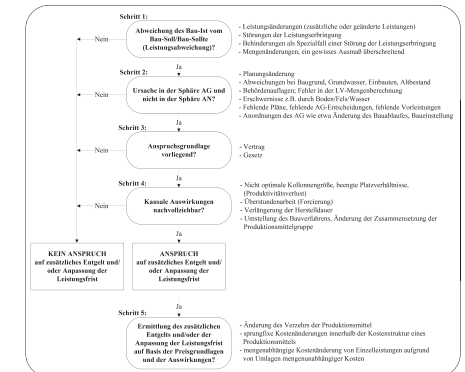 Schritt 1:
Abweichung des Bau-Ist vom
Bau-Soll/Bau-Sollte
(Leistungsabweichung)?
Nein
- Leistungsänderungen (zusätzliche oder geänderte Leistungen)
- Störungen der Leistungserbringung
- Behinderungen als Spezialfall einer Störung der Leistungserbringung
- Mengenänderungen, ein gewisses Ausmaß überschreitend
Ja
Schritt 2:
Ursache in der Sphäre AG und
nicht in der Sphäre AN?
Nein
- Planungsänderung
- Abweichungen bei Baugrund, Grundwasser, Einbauten, Altbestand
- Behördenauflagen; Fehler in der LV-Mengenberechnung
- Erschwernisse z.B. durch Boden/Fels/Wasser
- Fehlende Pläne, fehlende AG-Entscheidungen, fehlende Vorleistungen
- Anordnungen des AG wie etwa Änderung des Bauablaufes, Baueinstellung
Ja
Schritt 3:
Anspruchsgrundlage
vorliegend?
Nein
- Vertrag
- Gesetz
Ja
Schritt 4:
Kausale Auswirkungen
nachvollziehbar?
Nein
- Nicht optimale Kolonnengröße, beengte Platzverhältnisse,
(Produktivitätsverlust)
- Überstundenarbeit (Forcierung)
- Verlängerung der Herstelldauer
- Umstellung des Bauverfahrens, Änderung der Zusammensetzung der
Produktionsmittelgruppe
Ja
KEIN ANSPRUCH
auf zusätzliches Entgelt und/
oder Anpassung der
Leistungsfrist
ANSPRUCH
auf zusätzliches Entgelt und/
oder Anpassung der
Leistungsfrist
Schritt 5:
Ermittlung des zusätzlichen
Entgelts und/oder der
Anpassung der Leistungsfrist
auf Basis der Preisgrundlagen
und der Auswirkungen?
- Änderung des Verzehrs der Produktionsmittel
- sprungfixe Kostenänderungen innerhalb der Kostenstruktur eines
Produktionsmittels
- mengenabhängige Kostenänderung von Einzelleistungen aufgrund
von Umlagen mengenunabhängiger Kosten